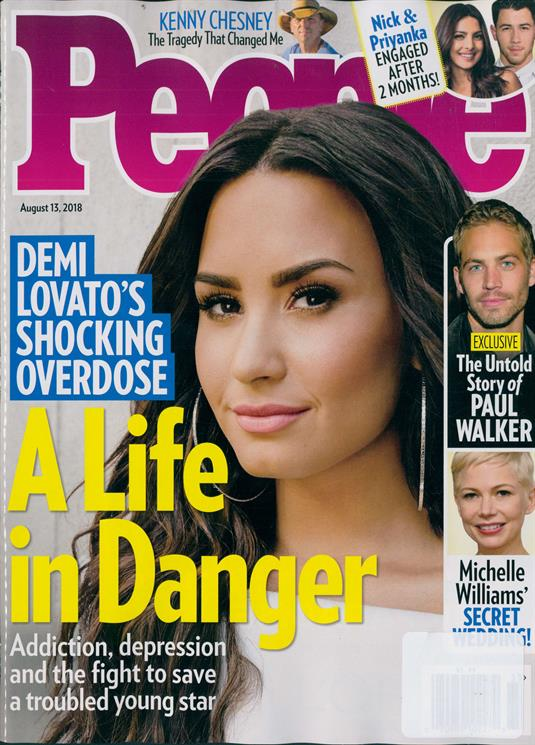 KENNY CHESNEY
The Tragedy That Changed Me
Nick &
Priyanka
ENGAGED
AFTER
2 MONTHS!
People
August 13, 2018
DEMI
LOVATO'S
SHOCKING
OVERDOSE
A Life
in Danger
Addiction, depression
and the fight to save
a troubled young star
EXCLUSIVE
The Untold
Story of
PAUL
WALKER
Michelle
Williams'
SECRET
WEDDING!